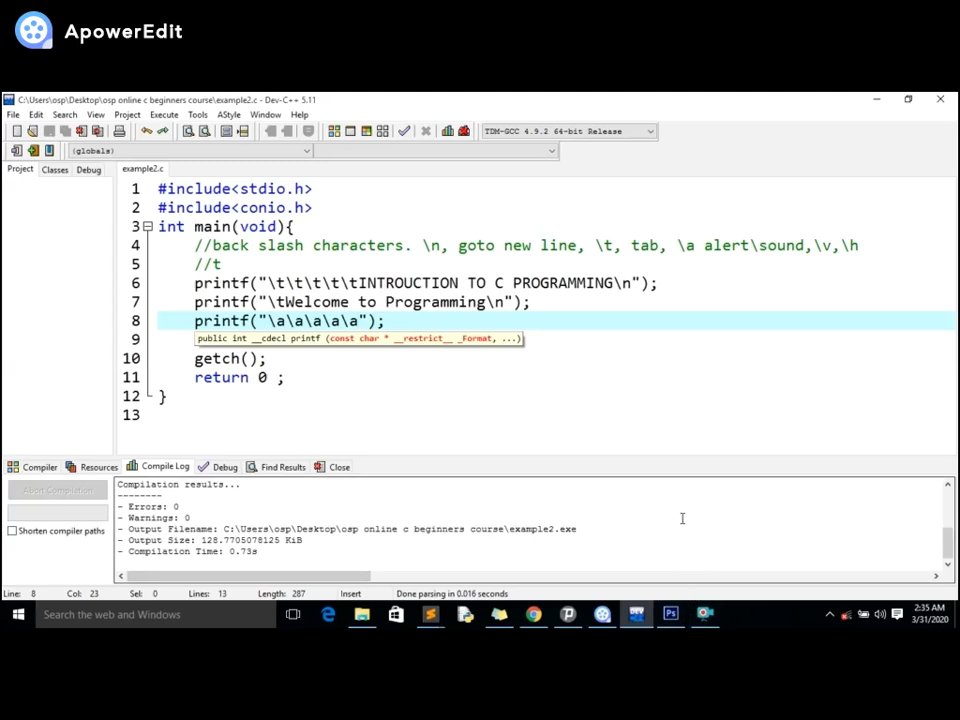 ApowerEdit
C:\Users\osp\Desktop\osp online c beginners course\example2.c - Dev-C++ 5.11
File Edit Search View Project Execute Tools AStyle Window Help
TDM-GCC 4.9.2 64-bit Release
(globals)
Project Classes Debug example2.c
1 #include<stdio.h>
2 #include<conio.h>
3 int main(void){
4 //back slash characters. \n, goto new line, \t, tab, \a alert\sound,\v,\h
5 //t
6 printf("\t\t\t\t\tINTROUCTION TO C PROGRAMMING\n");
7 printf("\tWelcome to Programming\n");
8 printf("\a\a\a\a\a");
9 public int __cdecl printf (const char * __restrict__ _Format, ...)
10 getch();
11 return 0 ;
12 }
13
Compiler Resources Compile Log Debug Find Results Close
Abort Compilation
Shorten compiler paths
Compilation results...
--------
- Errors: 0
- Warnings: 0
- Output Filename: C:\Users\osp\Desktop\osp online c beginners course\example2.exe
- Output Size: 128.7705078125 KiB
- Compilation Time: 0.73s
Line: 8 Col: 23 Sel: 0 Lines: 13 Length: 287 Insert Done parsing in 0.016 seconds
Search the web and Windows
DEV
Ps
2:35 AM
3/31/2020